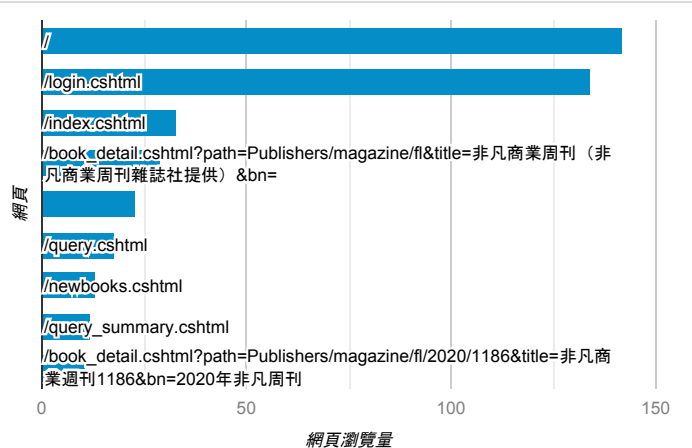 /
/login.cshtml
/index.cshtml
/book_detail.cshtml?path=Publishers/magazine/fl&title=非凡商業周刊（非
凡商業周刊雜誌社提供）&bn=
/query.cshtml
/newbooks.cshtml
/query_summary.cshtml
/book_detail.cshtml?path=Publishers/magazine/fl/2020/1186&title=非凡商
業週刊1186&bn=2020年非凡周刊
網頁
0 50 100 150
網頁瀏覽量